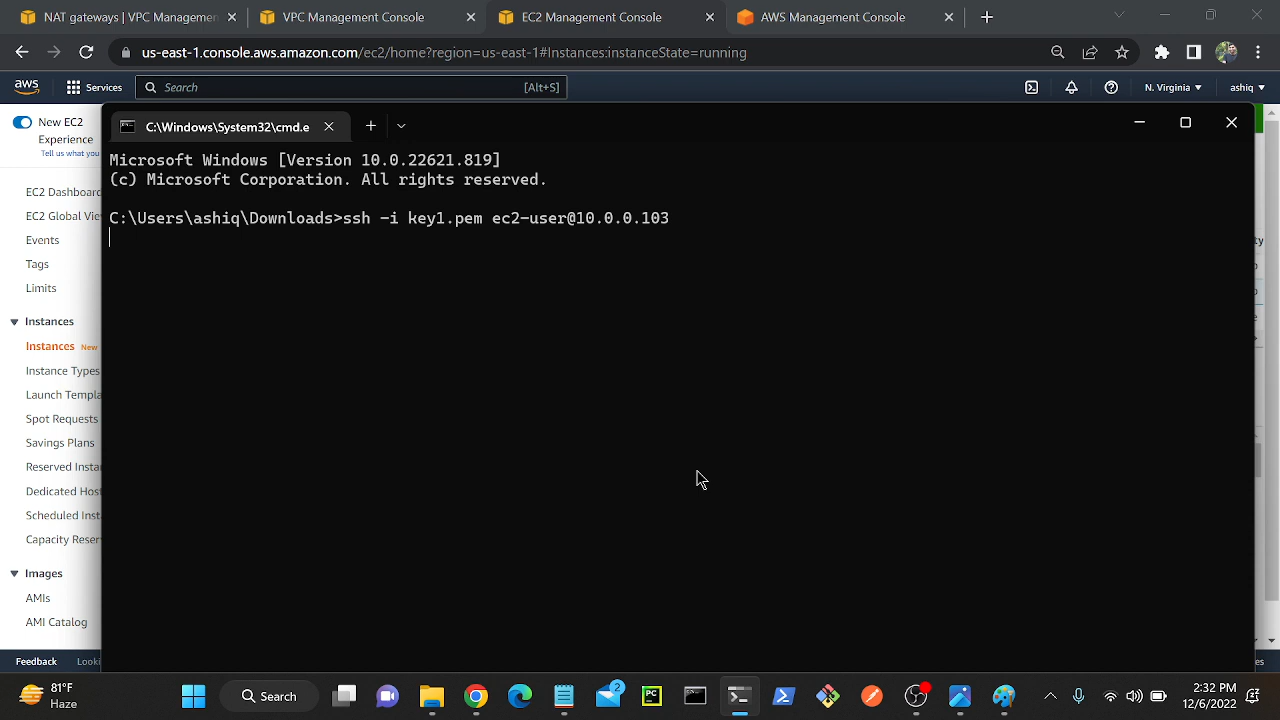 NAT gateways | VPC Managemen
VPC Management Console
EC2 Management Console
AWS Management Console
us-east-1.console.aws.amazon.com/ec2/home?region=us-east-1#Instances:instanceState=running
aws
Services
Search
[Alt+S]
N. Virginia
ashiq
New EC2
Experience
Tell us what you
C:\Windows\System32\cmd.e
Microsoft Windows [Version 10.0.22621.819]
(c) Microsoft Corporation. All rights reserved.
C:\Users\ashiq\Downloads>ssh -i key1.pem ec2-user@10.0.0.103
EC2 Dashboard
EC2 Global Vie
Events
Tags
Limits
Instances
Instances New
Instance Types
Launch Templa
Spot Requests
Savings Plans
Reserved Insta
Dedicated Hos
Scheduled Inst
Capacity Reser
Images
AMIs
AMI Catalog
Feedback
Looki
81°F
Haze
Search
2
PC
2:32 PM
12/6/2022